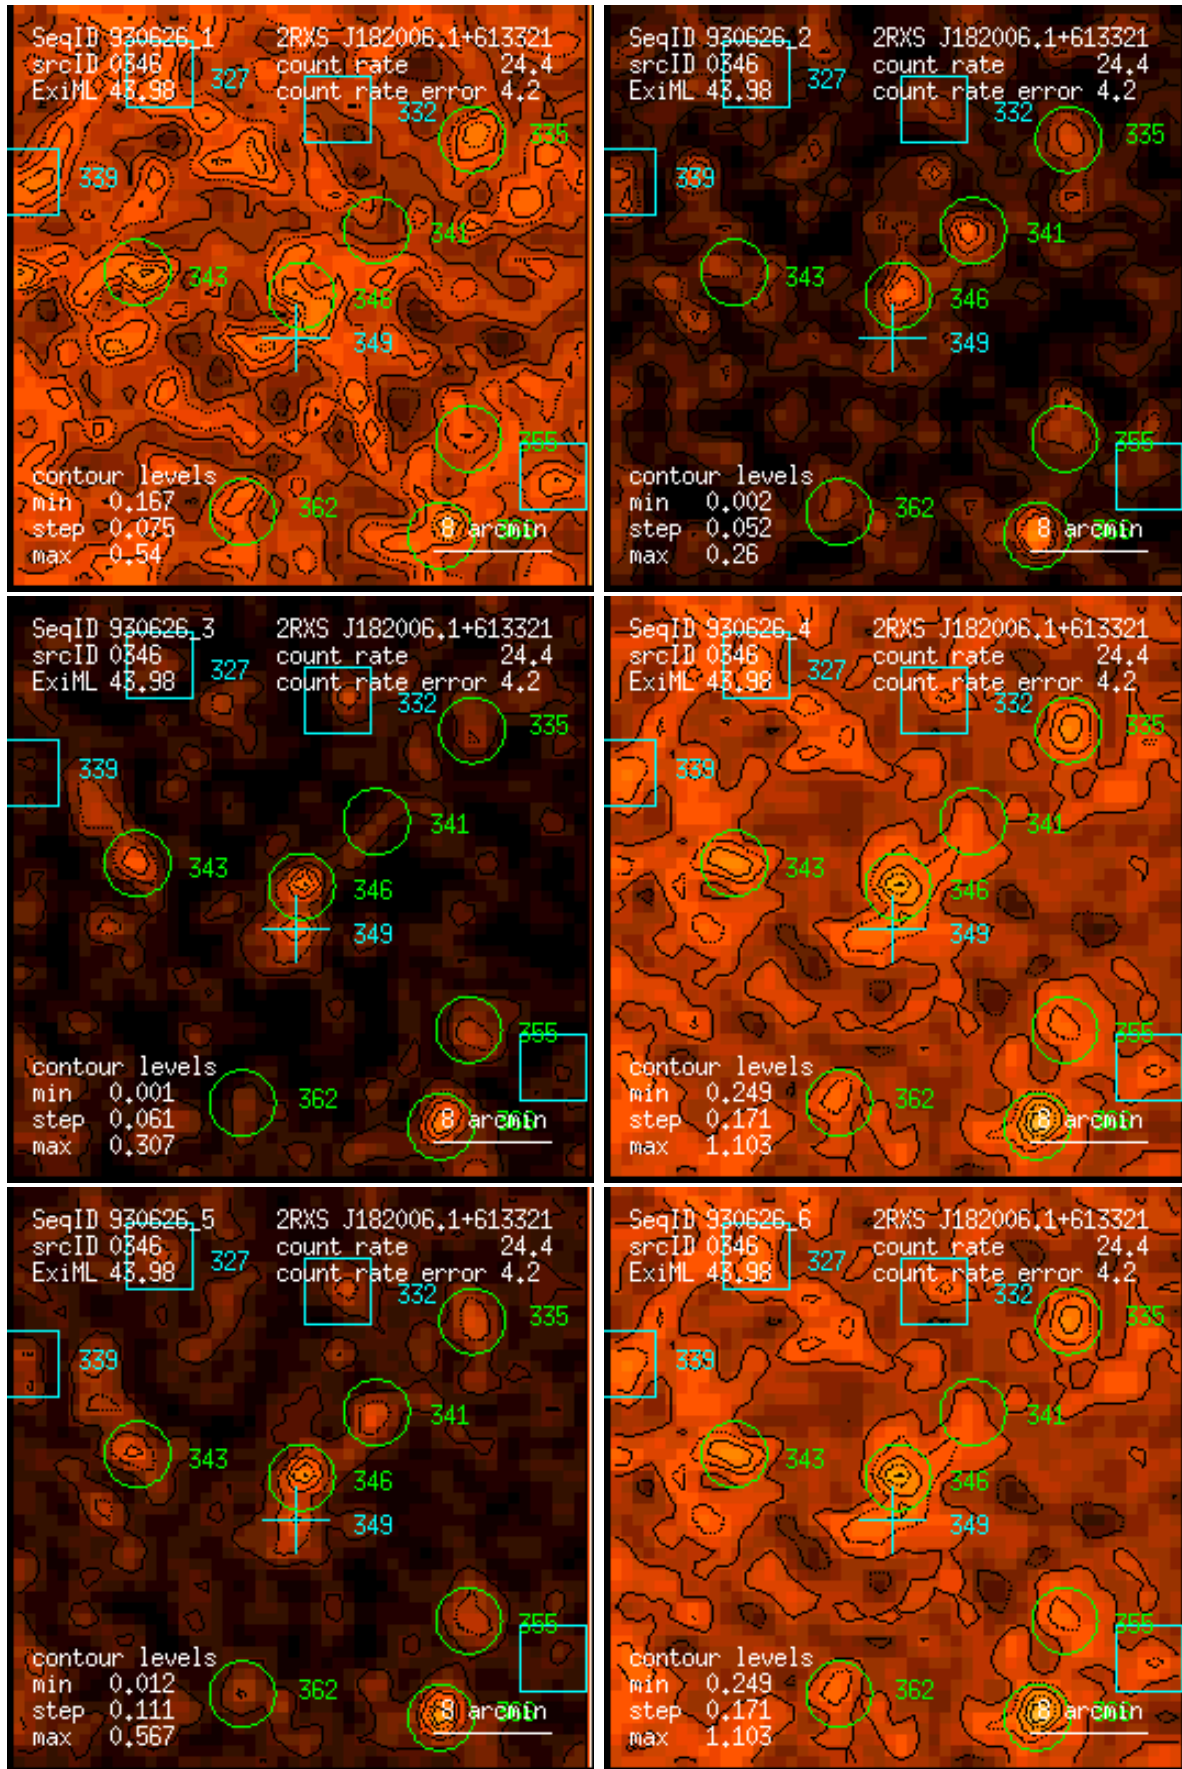 SeqID 930626_1 2RXS J182006.1+613321
srcID 0346 count rate 24.4
ExiML 43.98 count rate error 4.2
327
332
335
339
341
343
346
349
355
contour levels
min 0.167
362
step 0.075
8 arcmin
max 0.54
SeqID 930626_2 2RXS J182006.1+613321
srcID 0346 count rate 24.4
ExiML 43.98 count rate error 4.2
327
332
335
339
341
343
346
349
355
contour levels
min 0.002
362
step 0.052
8 arcmin
max 0.26
SeqID 930626_3 2RXS J182006.1+613321
srcID 0346 count rate 24.4
ExiML 43.98 count rate error 4.2
327
332
335
339
341
343
346
349
355
contour levels
min 0.001
362
step 0.061
8 arcmin
max 0.307
SeqID 930626_4 2RXS J182006.1+613321
srcID 0346 count rate 24.4
ExiML 43.98 count rate error 4.2
327
332
335
339
341
343
346
349
355
contour levels
min 0.249
362
step 0.171
8 arcmin
max 1.103
SeqID 930626_5 2RXS J182006.1+613321
srcID 0346 count rate 24.4
ExiML 43.98 count rate error 4.2
327
332
335
339
341
343
346
349
355
contour levels
min 0.012
362
step 0.111
8 arcmin
max 0.567
SeqID 930626_6 2RXS J182006.1+613321
srcID 0346 count rate 24.4
ExiML 43.98 count rate error 4.2
327
332
335
339
341
343
346
349
355
contour levels
min 0.249
362
step 0.171
8 arcmin
max 1.103